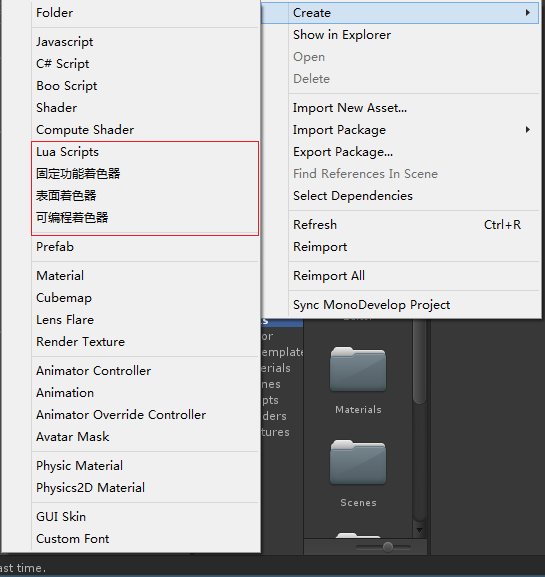 Folder
Javascript
C# Script
Boo Script
Shader
Compute Shader
Lua Scripts
固定功能着色器
表面着色器
可编程着色器
Prefab
Material
Cubemap
Lens Flare
Render Texture
Animator Controller
Animation
Animator Override Controller
Avatar Mask
Physic Material
Physics2D Material
GUI Skin
Custom Font
Create
Show in Explorer
Open
Delete
Import New Asset...
Import Package
Export Package...
Find References In Scene
Select Dependencies
Refresh Ctrl+R
Reimport
Reimport All
Sync MonoDevelop Project
or
emplate
erials
nes
pts
ders
tures
Materials
Scenes
ast time.